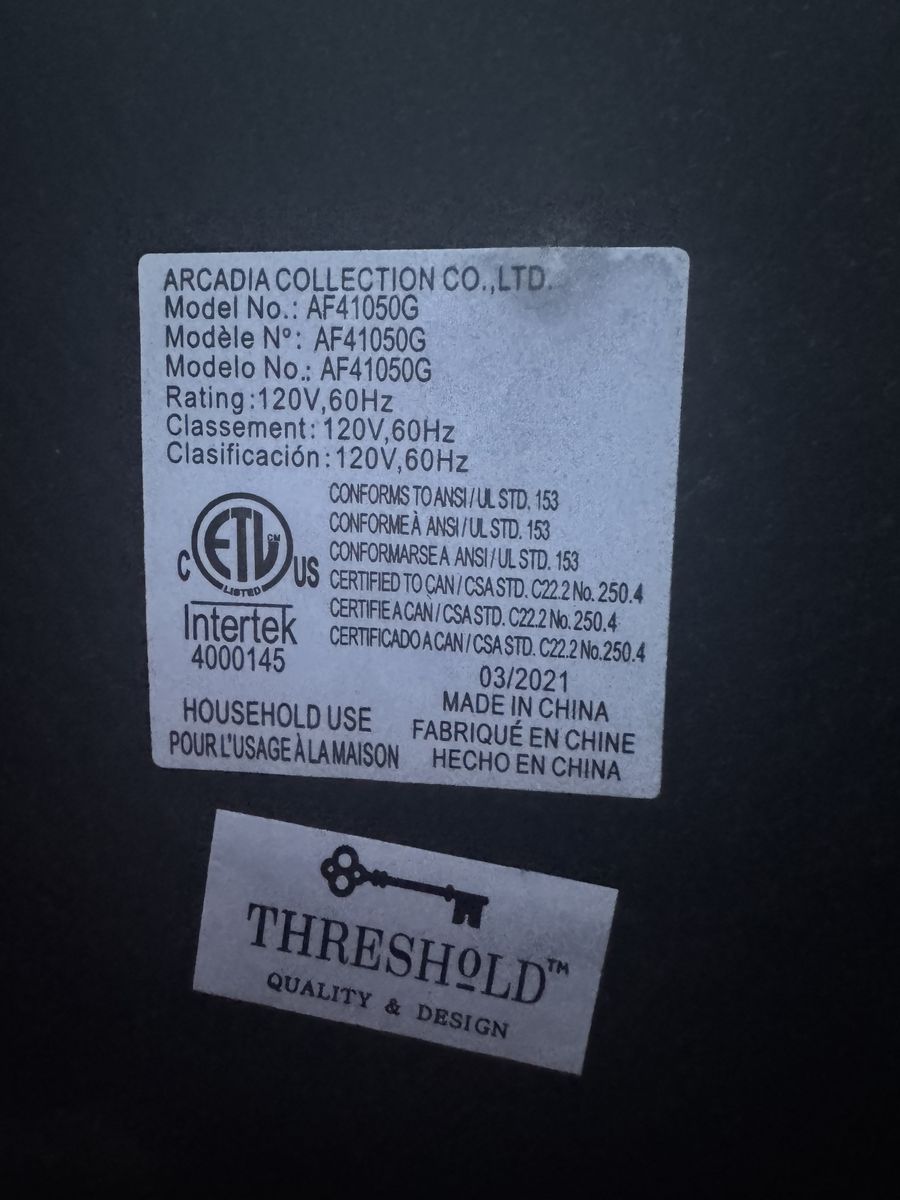 ARCADIA COLLECTION CO.,LTD.
Model No.: AF41050G
Modèle Nº: AF41050G
Modelo No.: AF41050G
Rating:120V,60Hz
Classement: 120V,60Hz
Clasificación:120V,60Hz
CONFORMS TO ANSI/UL STD. 153
CONFORME À ANSI/UL STD. 153
CONFORMARSE A ANSI/UL STD. 153
CERTIFIED TO ÇAN/CSA STD. C22.2 No. 250.4
CERTIFIE A CAN/CSA STD. C22.2 No. 250.4
CERTIFICADO A CAN/CSA STD. C22.2 No.250.4
C ETL CM US
LISTED
Intertek
4000145
03/2021
MADE IN CHINA
FABRIQUÉ EN CHINE
HECHO EN CHINA
HOUSEHOLD USE
POUR L'USAGE À LA MAISON
THRESHOLD™
QUALITY & DESIGN